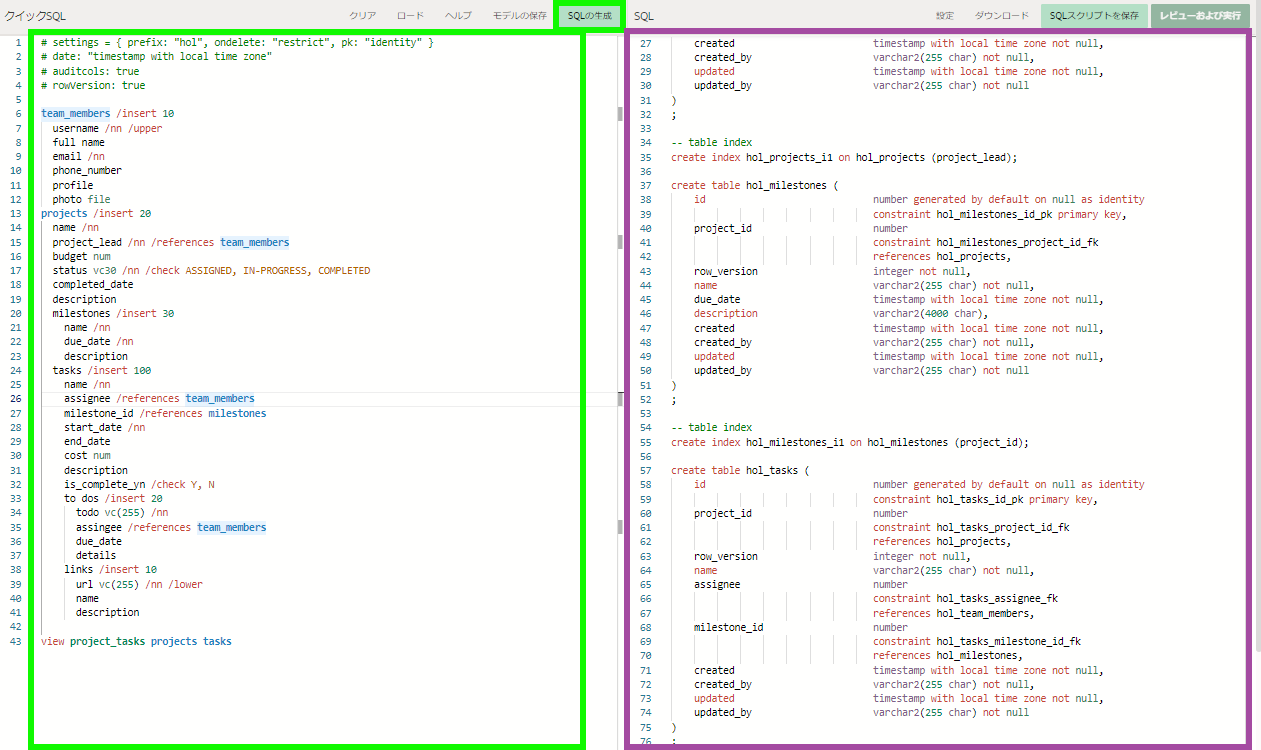 クイックSQL
クリア
ロード
ヘルプ
モデルの保存
SQLの生成
1 # settings = { prefix: "hol", ondelete: "restrict", pk: "identity" }
2 # date: "timestamp with local time zone"
3 # auditcols: true
4 # rowVersion: true
5
6 team_members /insert 10
7 username /nn /upper
8 full name
9 email /nn
10 phone_number
11 profile
12 photo file
13 projects /insert 20
14 name /nn
15 project_lead /nn /references team_members
16 budget num
17 status vc30 /nn /check ASSIGNED, IN-PROGRESS, COMPLETED
18 completed_date
19 description
20 milestones /insert 30
21 name /nn
22 due_date /nn
23 description
24 tasks /insert 100
25 name /nn
26 assignee /references team_members
27 milestone_id /references milestones
28 start_date /nn
29 end_date
30 cost num
31 description
32 is_complete_yn /check Y, N
33 to dos /insert 20
34 todo vc(255) /nn
35 assingee /references team_members
36 due_date
37 details
38 links /insert 10
39 url vc(255) /nn /lower
40 name
41 description
42
43 view project_tasks projects tasks
SQL
設定
ダウンロード
SQLスクリプトを保存
レビューおよび実行
27 created timestamp with local time zone not null,
28 created_by varchar2(255 char) not null,
29 updated timestamp with local time zone not null,
30 updated_by varchar2(255 char) not null
31 )
32 ;
33
34 -- table index
35 create index hol_projects_i1 on hol_projects (project_lead);
36
37 create table hol_milestones (
38 id number generated by default on null as identity
39 constraint hol_milestones_id_pk primary key,
40 project_id number
41 constraint hol_milestones_project_id_fk
42 references hol_projects,
43 row_version integer not null,
44 name varchar2(255 char) not null,
45 due_date timestamp with local time zone not null,
46 description varchar2(4000 char),
47 created timestamp with local time zone not null,
48 created_by varchar2(255 char) not null,
49 updated timestamp with local time zone not null,
50 updated_by varchar2(255 char) not null
51 )
52 ;
53
54 -- table index
55 create index hol_milestones_i1 on hol_milestones (project_id);
56
57 create table hol_tasks (
58 id number generated by default on null as identity
59 constraint hol_tasks_id_pk primary key,
60 project_id number
61 constraint hol_tasks_project_id_fk
62 references hol_projects,
63 row_version integer not null,
64 name varchar2(255 char) not null,
65 assignee number
66 constraint hol_tasks_assignee_fk
67 references hol_team_members,
68 milestone_id number
69 constraint hol_tasks_milestone_id_fk
70 references hol_milestones,
71 created timestamp with local time zone not null,
72 created_by varchar2(255 char) not null,
73 updated timestamp with local time zone not null,
74 updated_by varchar2(255 char) not null
75 )
76 ;